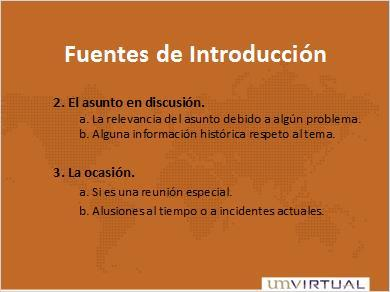 Fuentes de Introducción
2. El asunto en discusión.
a. La relevancia del asunto debido a algún problema.
b. Alguna información histórica respeto al tema.
3. La ocasión.
a. Si es una reunión especial.
b. Alusiones al tiempo o a incidentes actuales.
umVIRTUAL